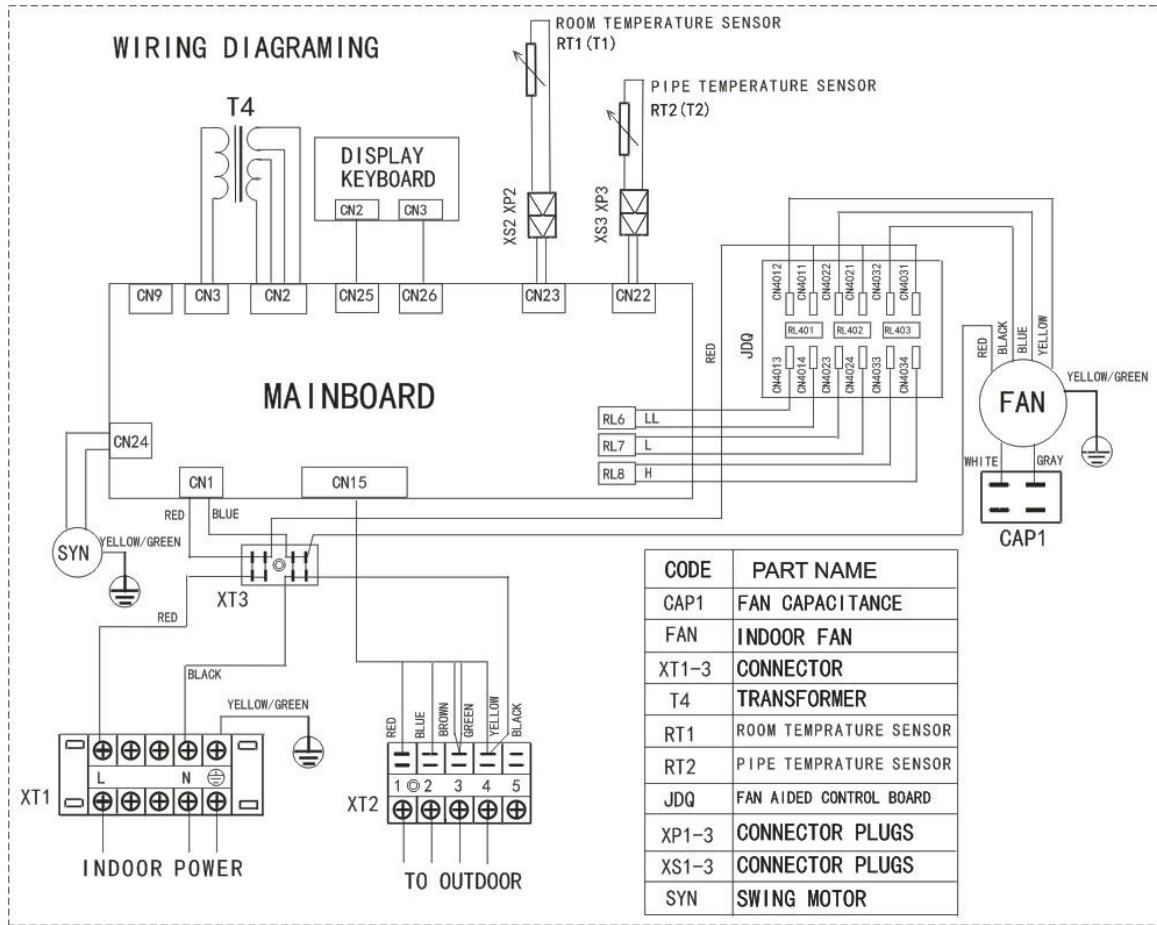 WIRING DIAGRAMING
ROOM TEMPERATURE SENSOR
RT1(T1)
PIPE TEMPERATURE SENSOR
RT2(T2)
T4
DISPLAY
KEYBOARD
CN2
CN3
XS2 XP2
XS3 XP3
CN9
CN3
CN2
CN25
CN26
CN23
CN22
MAINBOARD
CN24
CN1
CN15
RL6
LL
RL7
L
RL8
H
RED
JDQ
CN4012
CN4011
CN4022
CN4021
CN4032
CN4031
RL401
RL402
RL403
CN4013
CN4014
CN4023
CN4024
CN4033
CN4034
RED
BLACK
BLUE
YELLOW
FAN
YELLOW/GREEN
WHITE
GRAY
CAP1
RED
BLUE
SYN
YELLOW/GREEN
XT3
RED
BLACK
YELLOW/GREEN
XT1
L
N
INDOOR POWER
RED
BLUE
BROWN
GREEN
YELLOW
BLACK
XT2
1 2 3 4 5
TO OUTDOOR
CODE PART NAME
CAP1 FAN CAPACITANCE
FAN INDOOR FAN
XT1-3 CONNECTOR
T4 TRANSFORMER
RT1 ROOM TEMPRATURE SENSOR
RT2 PIPE TEMPRATURE SENSOR
JDQ FAN AIDED CONTROL BOARD
XP1-3 CONNECTOR PLUGS
XS1-3 CONNECTOR PLUGS
SYN SWING MOTOR